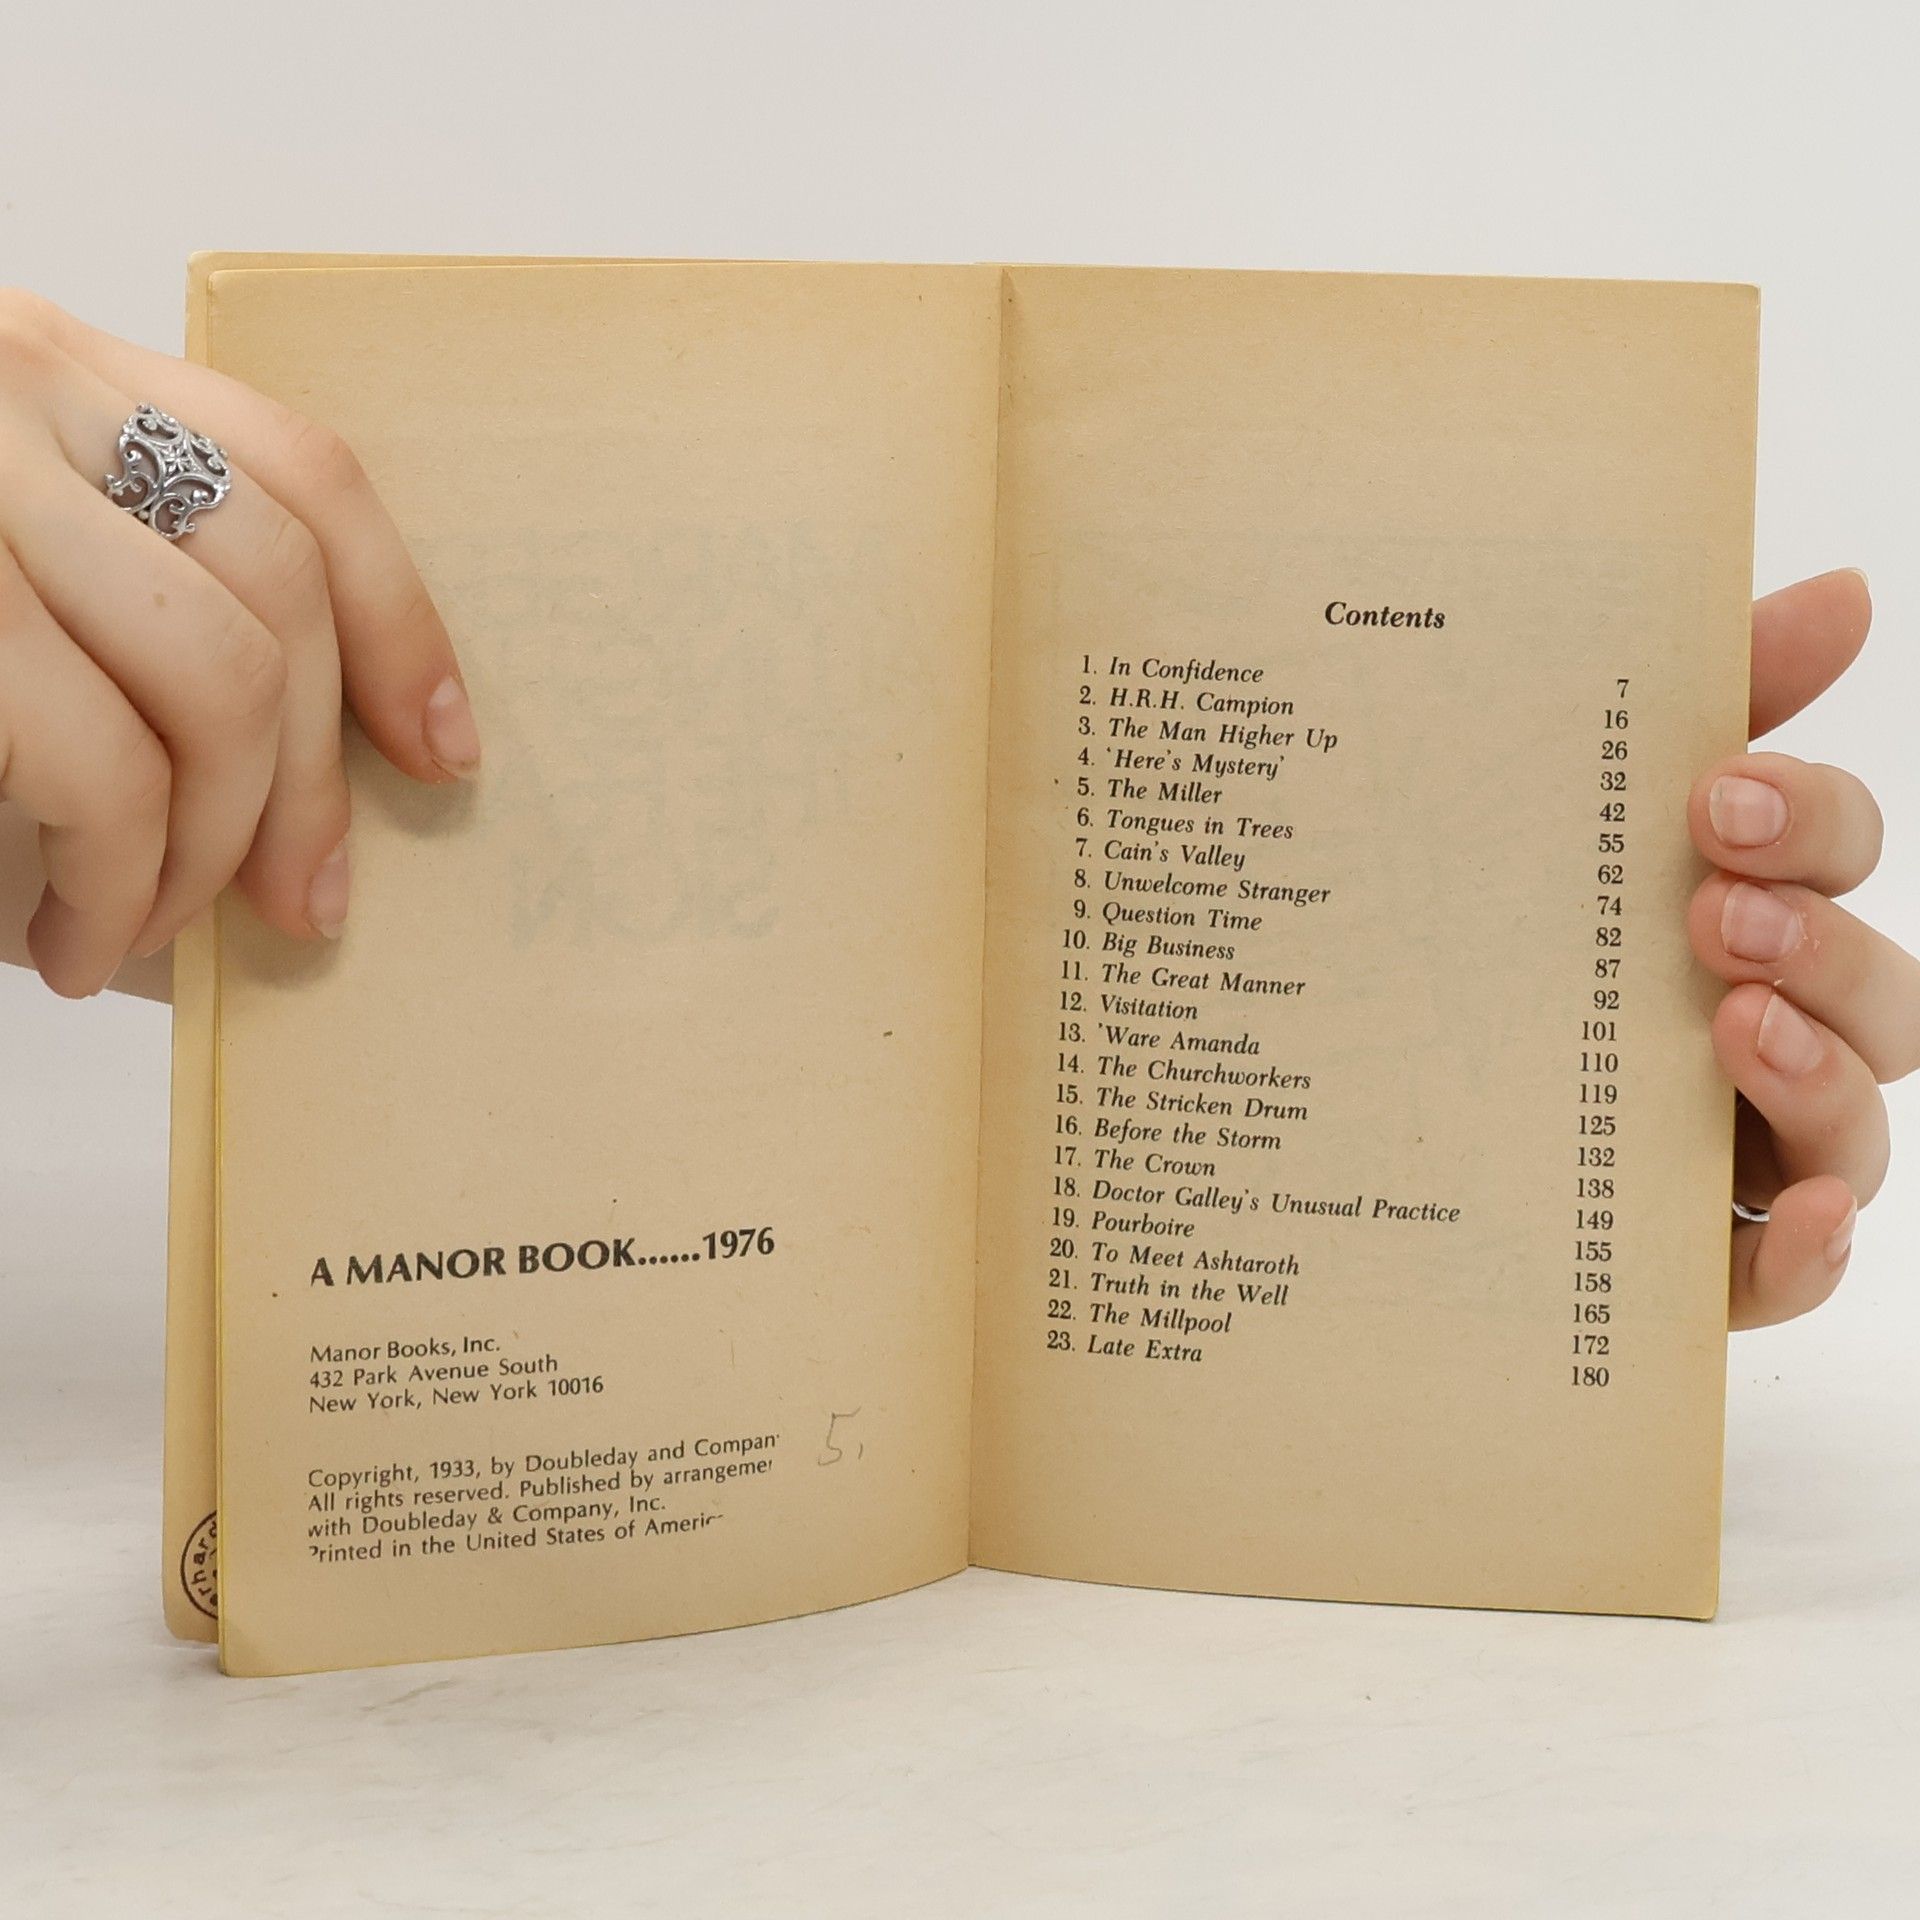 A MANOR BOOK......1976
Manor Books, Inc.
432 Park Avenue South
New York, New York 10016
Copyright, 1933, by Doubleday and Compan
All rights reserved. Published by arrangeme
with Doubleday & Company, Inc.
Printed in the United States of Americ
5,
Contents
1. In Confidence 7
2. H.R.H. Campion 16
3. The Man Higher Up 26
4. 'Here's Mystery' 32
5. The Miller 42
6. Tongues in Trees 55
7. Cain's Valley 62
8. Unwelcome Stranger 74
9. Question Time 82
10. Big Business 87
11. The Great Manner 92
12. Visitation 101
13. 'Ware Amanda 110
14. The Churchworkers 119
15. The Stricken Drum 125
16. Before the Storm 132
17. The Crown 138
18. Doctor Galley's Unusual Practice 149
19. Pourboire 155
20. To Meet Ashtaroth 158
21. Truth in the Well 165
22. The Millpool 172
23. Late Extra 180